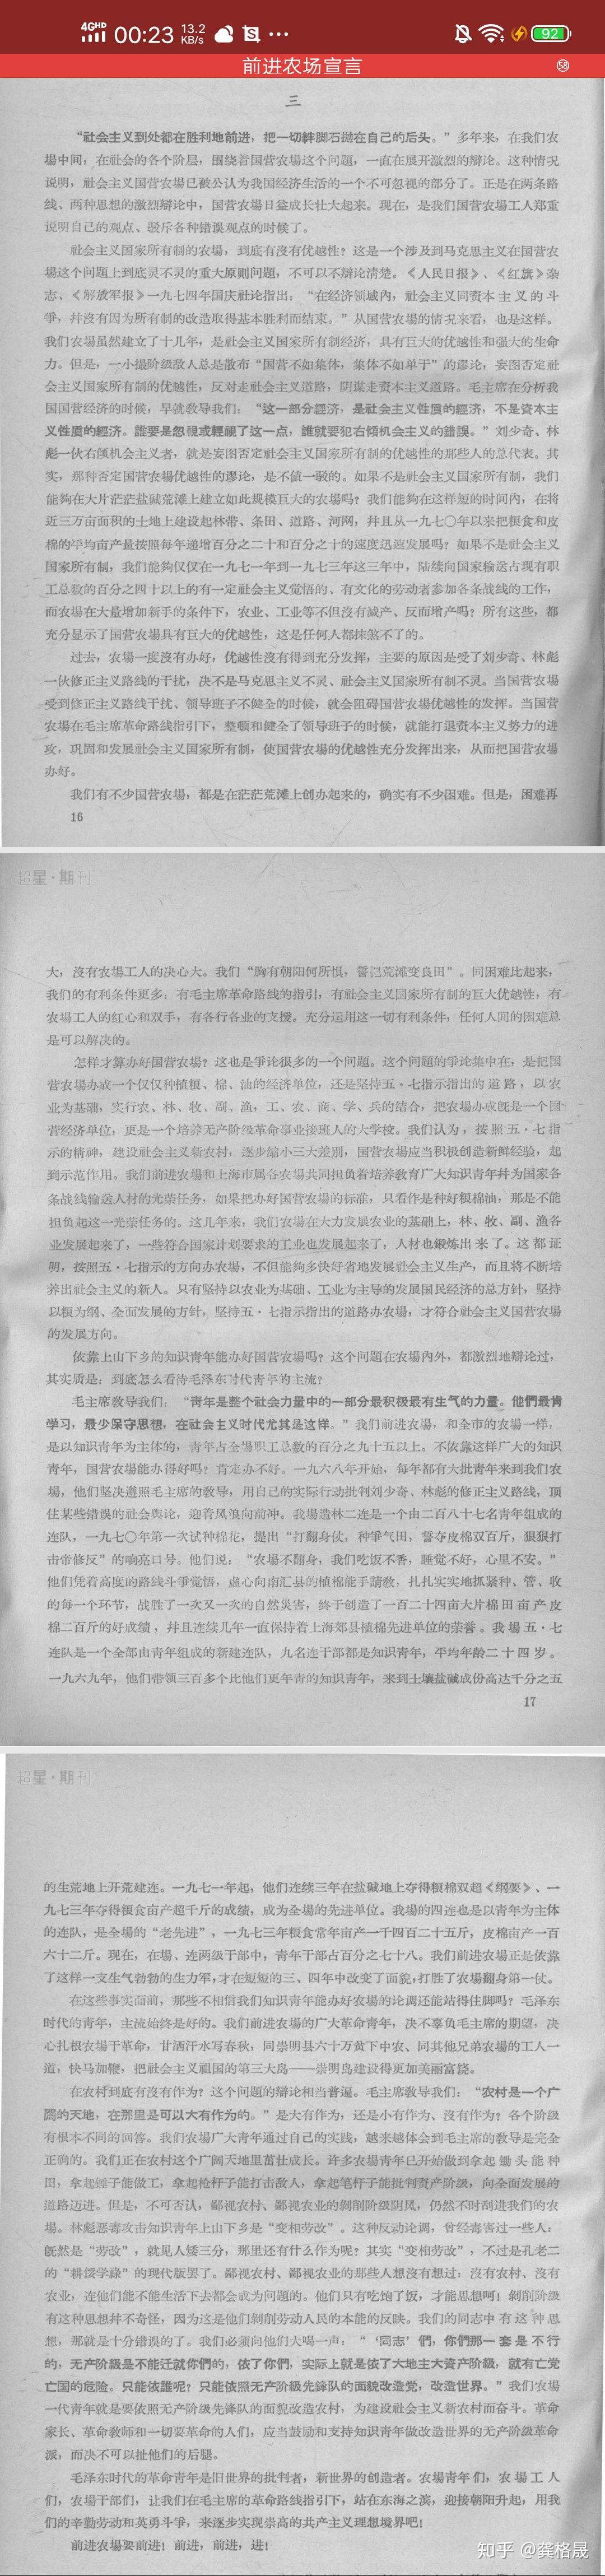 4GHD 00:23 13.2 KB/s 92
前进农场宣言
58
三
“社会主义到处都在胜利地前进，把一切絆脚石抛在自己的后头。”多年来，在我们农
場中间，在社会的各个阶层，围绕着国营农場这个问题，一直在展开激烈的辩论。这种情况
说明，社会主义国营农場已被公认为我国经济生活的一个不可忽视的部分了。正是在两条路
线、两种思想的激烈辩论中，国营农場日益成长壮大起来。现在，是我们国营农場工人郑重
说明自己的观点、驳斥各种错误观点的时候了。
社会主义国家所有制的农場，到底有沒有优越性？这是一个涉及到马克思主义在国营农
場这个问题上到底灵不灵的重大原则问题，不可以不辩论清楚。《人民日报》、《红旗》杂
志、《解放军报》一九七四年国庆社论指出：“在经济领域内，社会主义同资本主义的斗
爭，幷沒有因为所有制的改造取得基本胜利而结束。”从国营农場的情况来看，也是这样。
我们农場虽然建立了十几年，是社会主义国家所有制经济，具有巨大的优越性和强大的生命
力。但是，一小撮阶级敌人总是散布“国营不如集体，集体不如单干”的谬论，妄图否定社
会主义国家所有制的优越性，反对走社会主义道路，阴谋走资本主义道路。毛主席在分析我
国国营经济的时候，早就敎导我们：“这一部分經济，是社会主义性质的經济，不是资本主
义性质的經济。誰要是忽視或輕視了这一点，誰就要犯右傾机会主义的錯誤。”刘少奇、林
彪一伙右倾机会主义者，就是妄图否定社会主义国家所有制的优越性的那些人的总代表。其
实，那种否定国营农場优越性的谬论，是不值一驳的。如果不是社会主义国家所有制，我们
能夠在大片茫茫盐碱荒滩上建立如此规模巨大的农場吗？我们能夠在这样短的时间内，在将
近三万亩面积的土地上建设起林带、条田、道路、河网，幷且从一九七〇年以来把粮食和皮
棉的平均亩产量按照每年递增百分之二十和百分之十的速度迅速发展吗？如果不是社会主义
国家所有制，我们能夠仅仅在一九七一年到一九七三年这三年中，陆续向国家输送占现有职
工总数的百分之四十以上的有一定社会主义觉悟的、有文化的劳动者参加各条战线的工作，
而农場在大量增加新手的条件下，农业、工业等不但沒有减产、反而增产吗？所有这些，都
充分显示了国营农場具有巨大的优越性，这是任何人都抹煞不了的。
过去，农場一度沒有办好，优越性沒有得到充分发挥，主要的原因是受了刘少奇、林彪
一伙修正主义路线的干扰，决不是马克思主义不灵、社会主义国家所有制不灵。当国营农場
受到修正主义路线干扰、领导班子不健全的时候，就会阻碍国营农場优越性的发挥。当国营
农場在毛主席革命路线指引下，整顿和健全了领导班子的时候，就能打退资本主义势力的进
攻，巩固和发展社会主义国家所有制，使国营农場的优越性充分发挥出来，从而把国营农場
办好。
我们有不少国营农場，都是在茫茫荒滩上创办起来的，确实有不少困难。但是，困难再
16
超星·期刊
大，沒有农場工人的决心大。我们“胸有朝阳何所惧，誓把荒滩变良田”。同困难比起来，
我们的有利条件更多：有毛主席革命路线的指引，有社会主义国家所有制的巨大优越性，有
农場工人的红心和双手，有各行各业的支援。充分运用这一切有利条件，任何人间的困难总
是可以解决的。
怎样才算办好国营农場？这也是爭论很多的一个问题。这个问题的爭论集中在，是把国
营农場办成一个仅仅种植粮、棉、油的经济单位，还是坚持五·七指示指出的道路，以农
业为基础，实行农、林、牧、副、渔，工、农、商、学、兵的结合，把农場办成旣是一个国
营经济单位，更是一个培养无产阶级革命事业接班人的大学校。我们认为，按照五·七指
示的精神，建设社会主义新农村，逐步缩小三大差別，国营农場应当积极创造新鲜经验，起
到示范作用。我们前进农場和上海市属各农場共同担负着培养敎育广大知识青年幷为国家各
条战线输送人材的光荣任务，如果把办好国营农場的标准，只看作是种好粮棉油，那是不能
担负起这一光荣任务的。这几年来，我们农場在大力发展农业的基础上，林、牧、副、渔各
业发展起来了，一些符合国家计划要求的工业也发展起来了，人材也鍛炼出来了。这都证
明，按照五·七指示的方向办农場，不但能夠多快好省地发展社会主义生产，而且将不断培
养出社会主义的新人。只有坚持以农业为基础、工业为主导的发展国民经济的总方针，坚持
以粮为纲、全面发展的方针，坚持五·七指示指出的道路办农場，才符合社会主义国营农場
的发展方向。
依靠上山下乡的知识青年能办好国营农場吗？这个问题在农場內外，都激烈地辩论过，
其实质是：到底怎么看待毛泽东时代青年的主流？
毛主席敎导我们：“青年是整个社会力量中的一部分最积极最有生气的力量。他們最肯
学习，最少保守思想，在社会主义时代尤其是这样。”我们前进农場，和全市的农場一样，
是以知识青年为主体的，青年占全場职工总数的百分之九十五以上。不依靠这样广大的知识
青年，国营农場能办得好吗？肯定办不好。一九六八年开始，每年都有大批青年来到我们农
場，他们坚决遵照毛主席的敎导，用自己的实际行动批判刘少奇、林彪的修正主义路线，顶
住某些错误的社会舆论，迎着风浪向前冲。我場造林二连是一个由二百八十七名青年组成的
连队，一九七〇年第一次试种棉花，提出“打翻身仗，种爭气田，誓夺皮棉双百斤，狠狠打
击帝修反”的响亮口号。他们说：“农場不翻身，我们吃饭不香，睡觉不好，心里不安。”
他们凭着高度的路线斗爭觉悟，虛心向南汇县的植棉能手請敎，扎扎实实地抓紧种、管、收
的每一个环节，战胜了一次又一次的自然灾害，终于创造了一百二十四亩大片棉田亩产皮
棉二百斤的好成绩，幷且连续几年一直保持着上海郊县植棉先进单位的荣誉。我場五·七
连队是一个全部由青年组成的新建连队，九名连干部都是知识青年，平均年龄二十四岁。
一九六九年，他们带领三百多个比他们更年青的知识青年，来到土壤盐碱成份高达千分之五
17
超星·期刊
的生荒地上开荒建连。一九七一年起，他们连续三年在盐碱地上夺得粮棉双超《纲要》、一
九七三年夺得粮食亩产超千斤的成绩，成为全場的先进单位。我場的四连也是以青年为主体
的连队，是全場的“老先进”，一九七三年粮食常年亩产一千四百二十五斤，皮棉亩产一百
六十二斤。现在，在場、连两级干部中，青年干部占百分之七十八。我们前进农場正是依靠
了这样一支生气勃勃的生力军，才在短短的三、四年中改变了面貌，打胜了农場翻身第一仗。
在这些事实面前，那些不相信我们知识青年能办好农場的论调还能站得住脚吗？毛泽东
时代的青年，主流始终是好的。我们前进农場的广大革命青年，决不辜负毛主席的期望，决
心扎根农場干革命，甘洒汗水写春秋，同崇明县六十万贫下中农、同其他兄弟农場的工人一
道，快马加鞭，把社会主义祖国的第三大岛——崇明岛建设得更加美丽富饶。
在农村到底有沒有作为？这个问题的辩论相当普遍。毛主席敎导我们：“农村是一个广
闊的天地，在那里是可以大有作为的。”是大有作为，还是小有作为、沒有作为？各个阶级
有根本不同的回答。我们农場广大青年通过自己的实践，越来越体会到毛主席的敎导是完全
正确的。我们正在农村这个广阔天地里茁壮成长。许多农場青年已开始做到拿起锄头能种
田，拿起锤子能做工，拿起枪杆子能打击敌人，拿起笔杆子能批判资产阶级，向全面发展的
道路迈进。但是，不可否认，鄙视农村、鄙视农业的剝削阶级阴风，仍然不时刮进我们的农
場。林彪恶毒攻击知识青年上山下乡是“变相劳改”。这种反动论调，曾经毒害过一些人：
旣然是“劳改”，就见人矮三分，那里还有什么作为呢？其实“变相劳改”，不过是孔老二
的“耕馁学祿”的现代版罢了。鄙视农村、鄙视农业的那些人想沒有想过：沒有农村、沒有
农业，连他们能不能生活下去都会成为问题的。他们只有吃饱了饭，才能思想呵！剝削阶级
有这种思想幷不奇怪，因为这是他们剝削劳动人民的本能的反映。我们的同志中有这种思
想，那就是十分错误的了。我们必须向他们大喝一声：“‘同志’們，你們那一套是不行
的，无产阶級是不能迁就你們的，依了你們，实际上就是依了大地主大資产阶級，就有亡党
亡国的危险。只能依誰呢？只能依照无产阶級先鋒队的面貌改造党，改造世界。”我们农場
一代青年就是要依照无产阶级先锋队的面貌改造农村，为建设社会主义新农村而奋斗。革命
家长、革命敎师和一切要革命的人们，应当鼓励和支持知识青年做改造世界的无产阶级革命
派，而决不可以扯他们的后腿。
毛泽东时代的革命青年是旧世界的批判者，新世界的创造者。农場青年们，农場工人
们，农場干部们，让我们在毛主席的革命路线指引下，站在东海之滨，迎接朝阳升起，用我
们的辛勤劳动和英勇斗爭，来逐步实现崇高的共产主义理想境界吧！
前进农場要前进！前进，前进，进！
知乎 @龚格晟